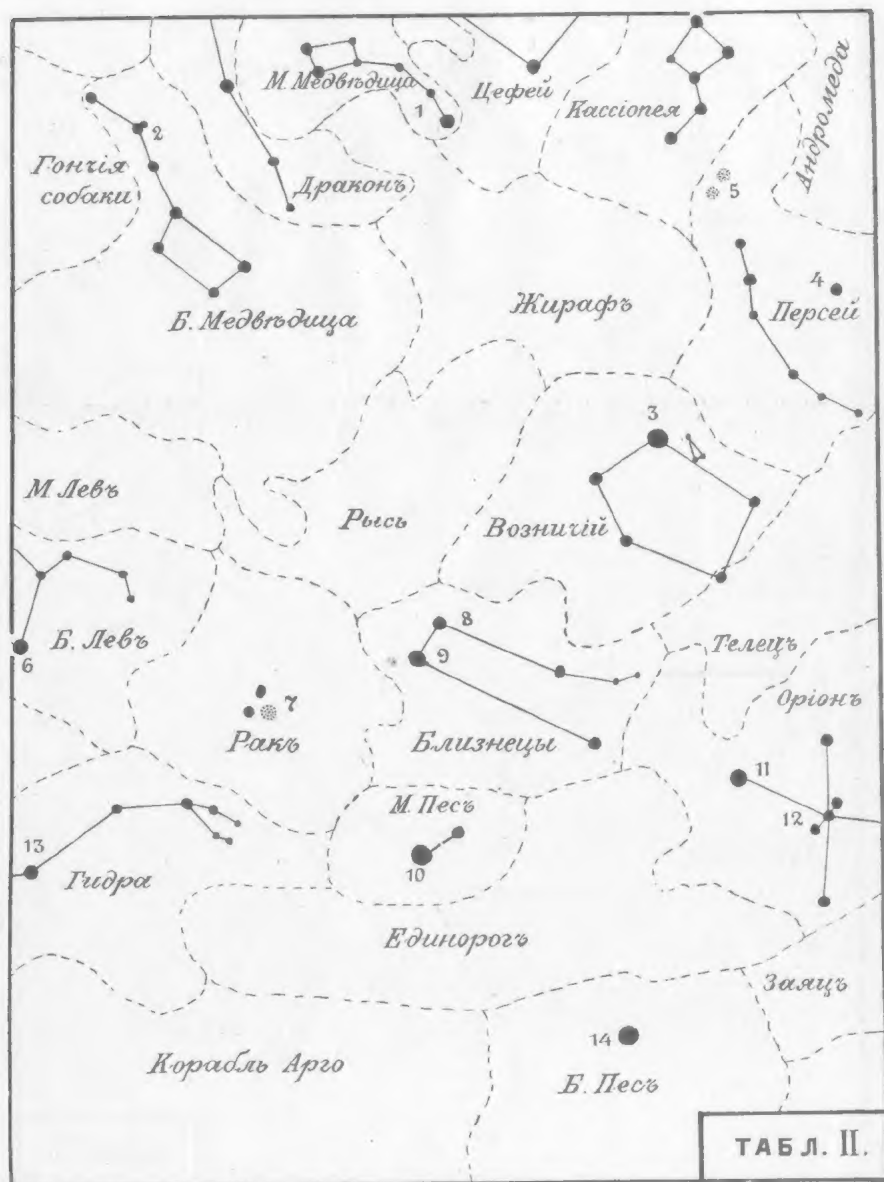 М. Медвѣдица
Цефей
Кассіопея
Андромеда
1
2
Гончія
собаки
Драконъ
5
4
Персей
Жирафъ
Б. Медвѣдица
3
М. Левъ
Рысь
Возничій
8
Б. Левъ
9
Телецъ
6
7
Оріонъ
Ракъ
Близнецы
11
М. Песъ
12
13
10
Гидра
Единорогъ
Заяцъ
14
Корабль Арго
Б. Песъ
ТАБЛ. II.